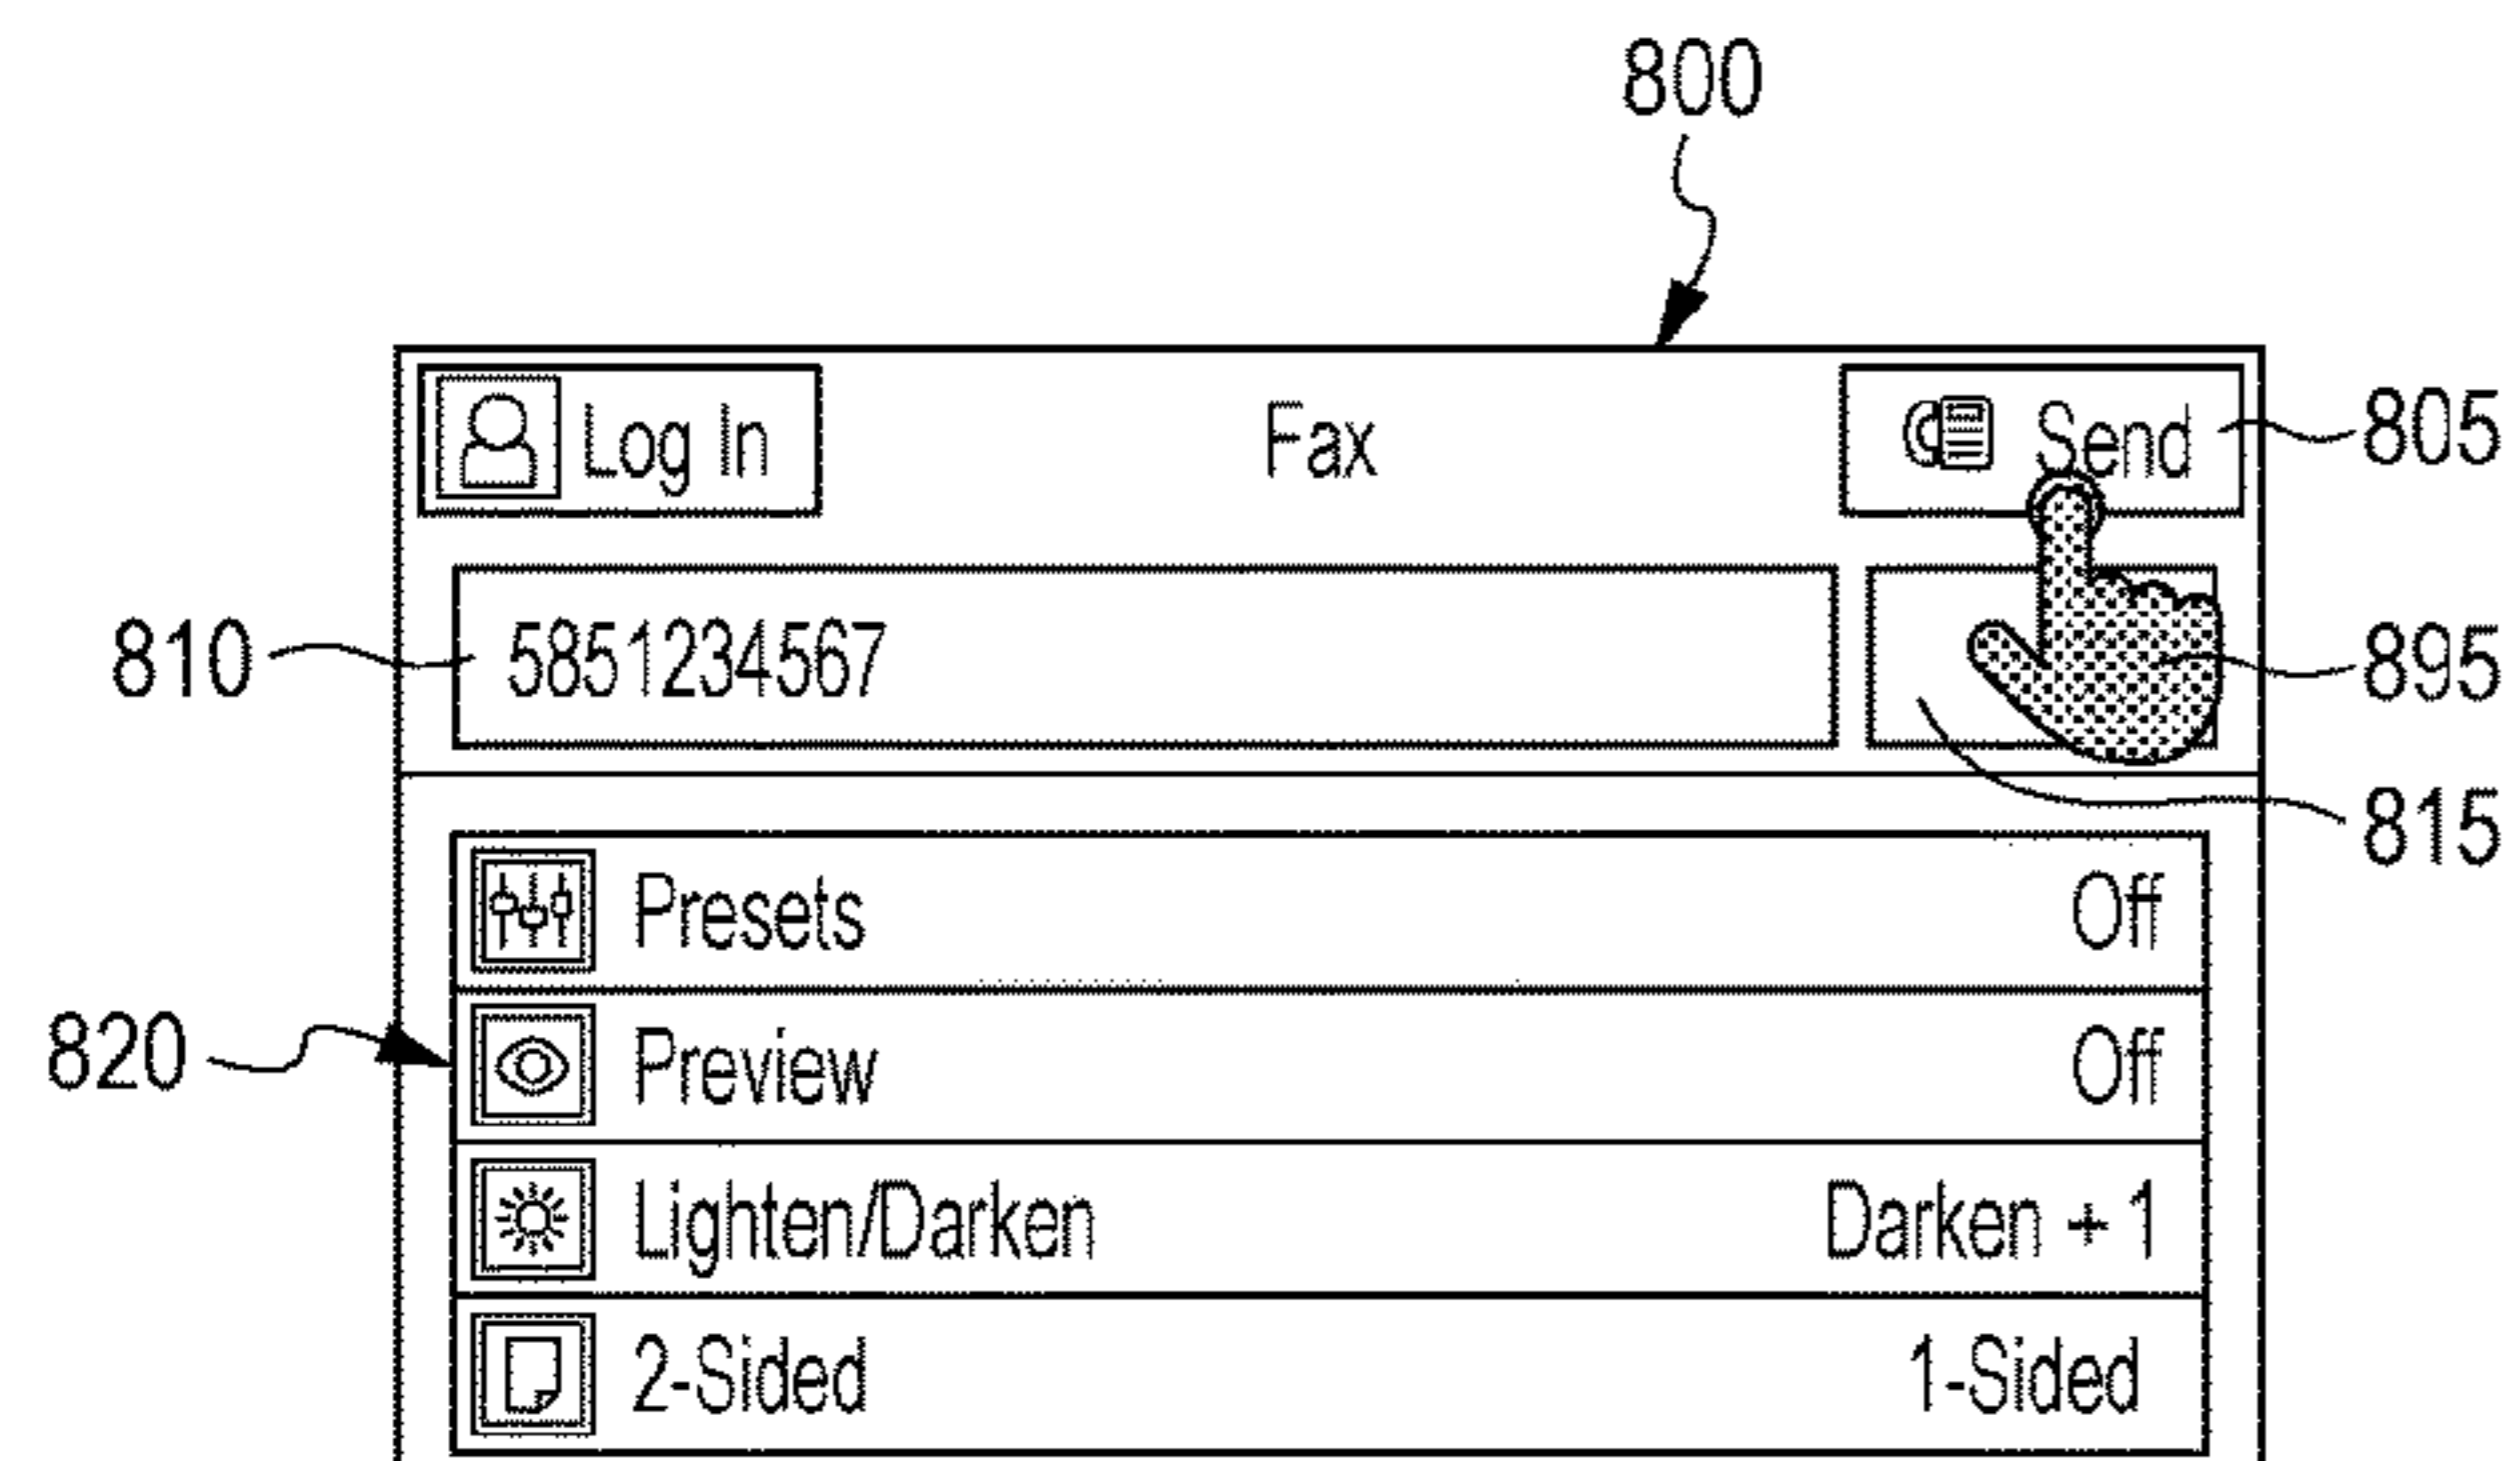 800
Log In Fax Send 805
810 5851234567 895
815
Presets Off
820 Preview Off
Lighten/Darken Darken + 1
2-Sided 1-Sided